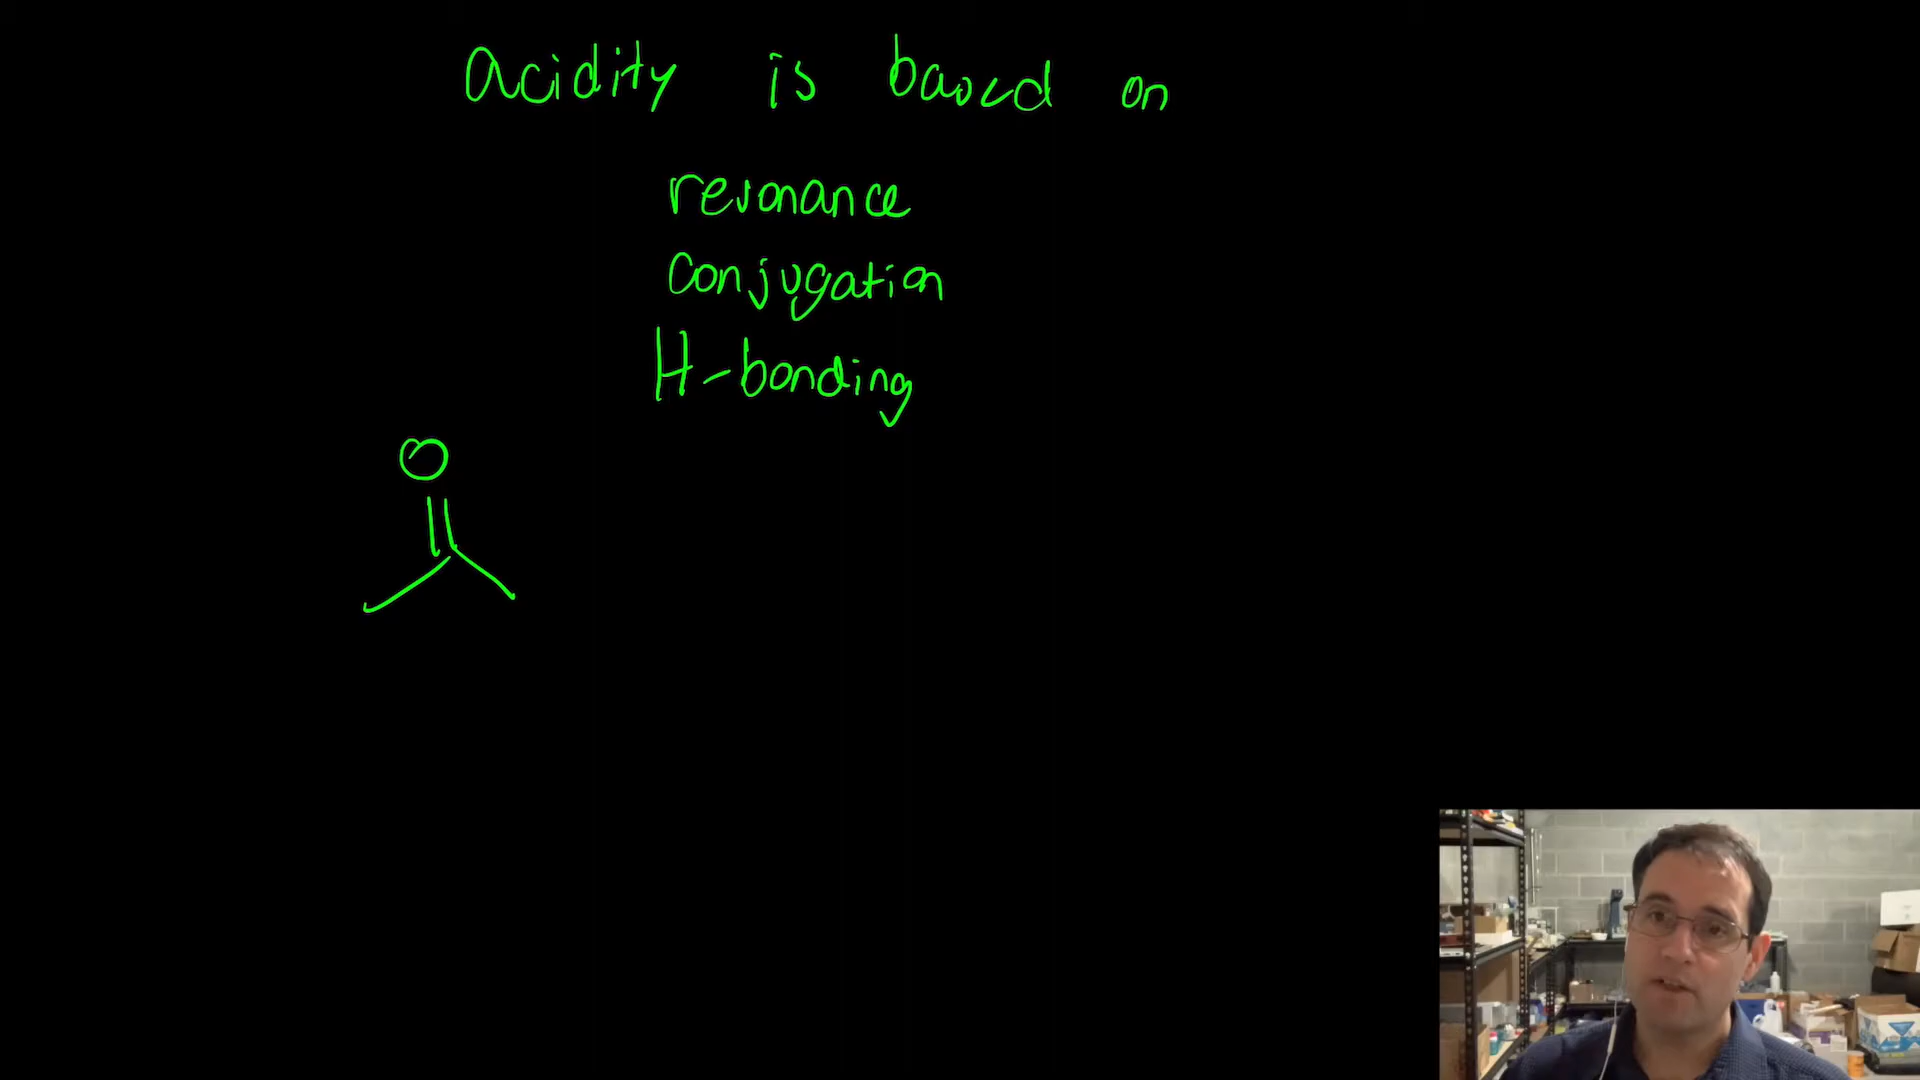 acidity is based on
resonance
conjugation
H-bonding
O